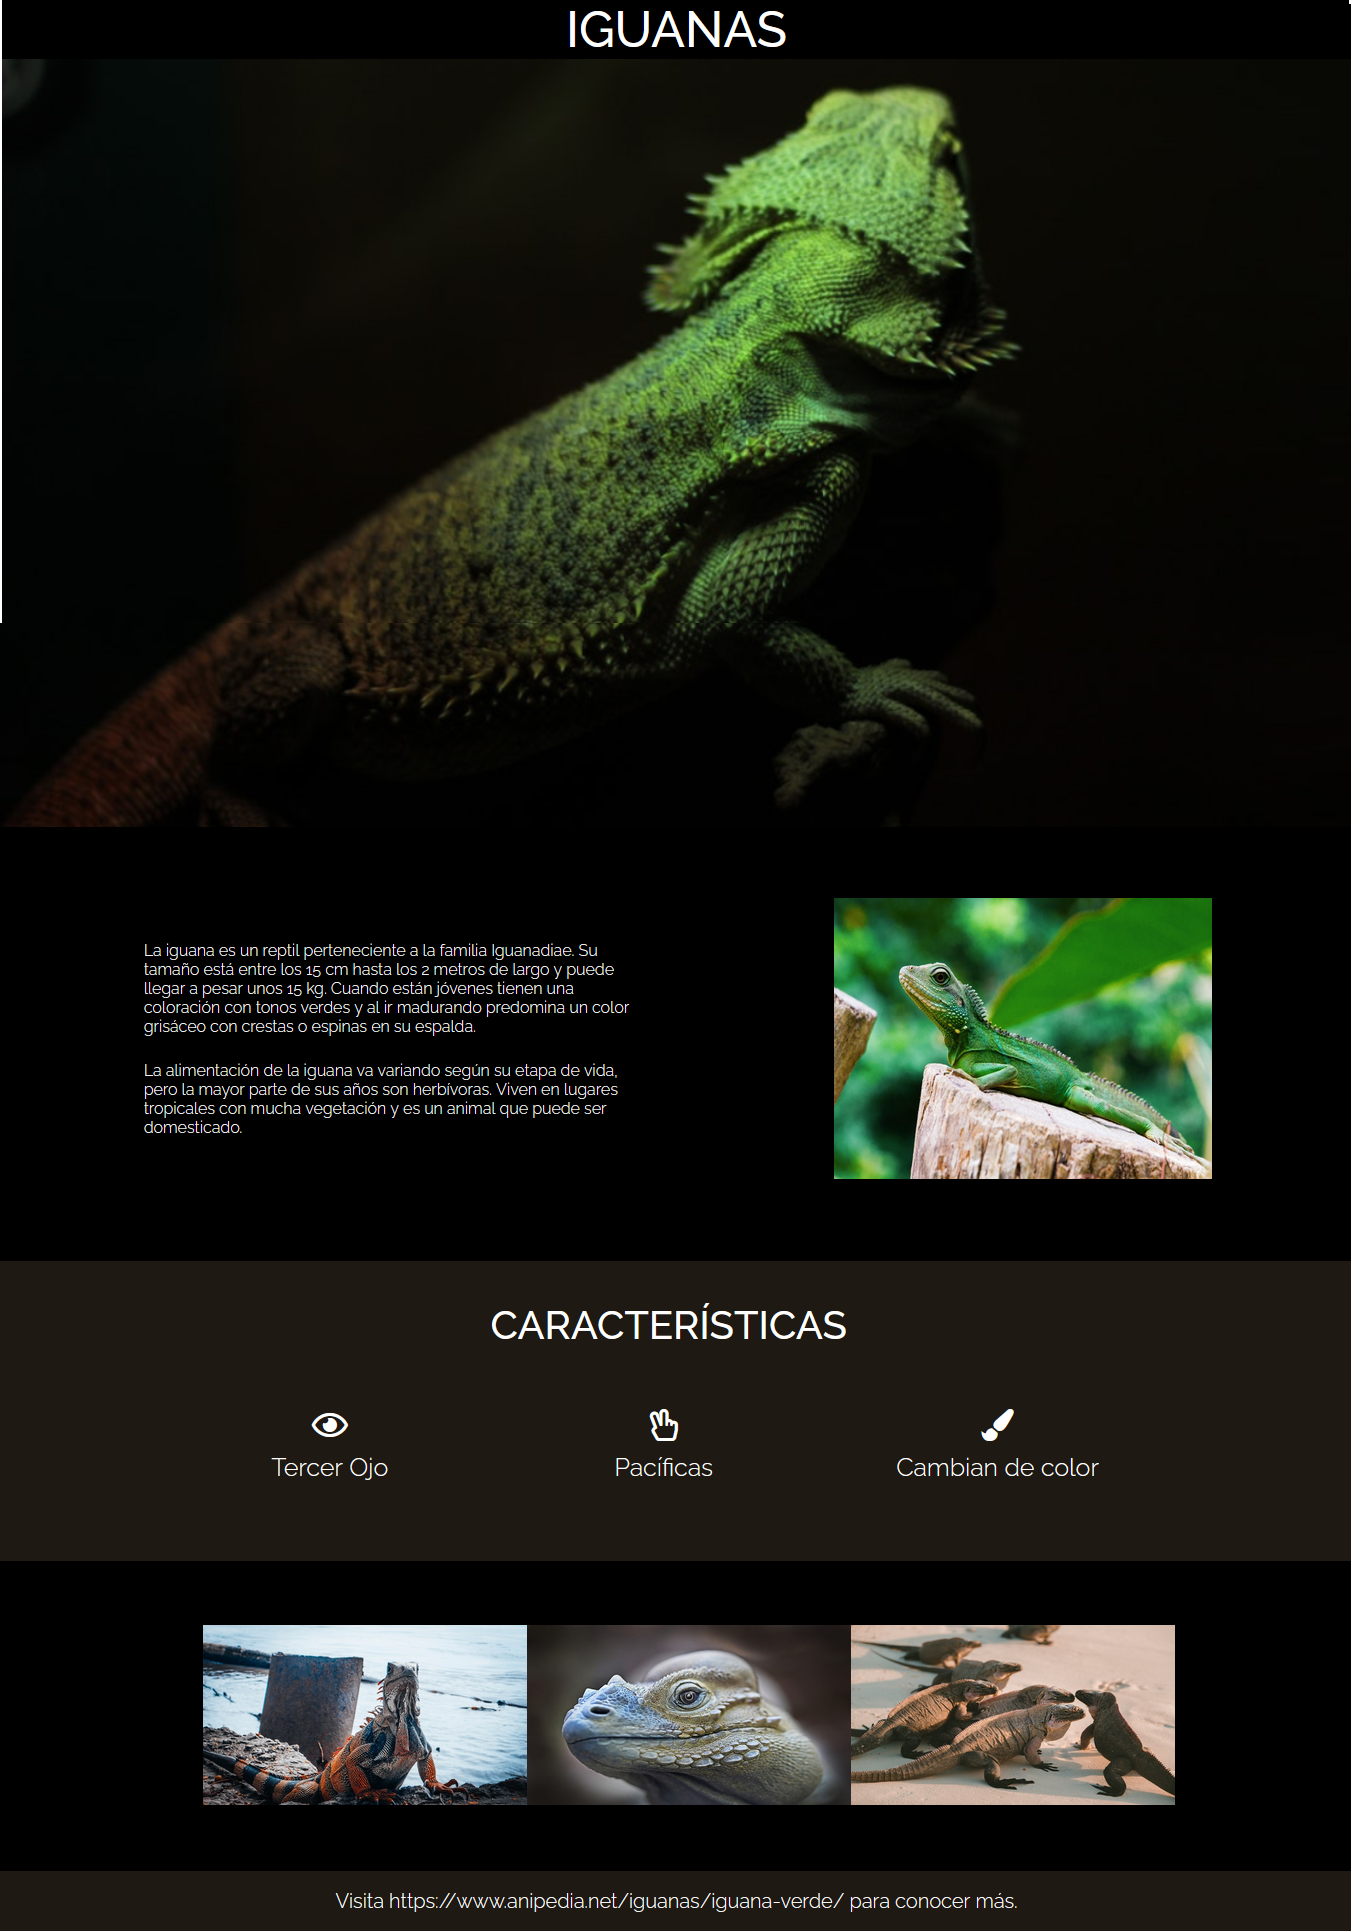 IGUANAS
La iguana es un reptil perteneciente a la familia Iguanadiae. Su
tamaño está entre los 15 cm hasta los 2 metros de largo y puede
llegar a pesar unos 15 kg. Cuando están jóvenes tienen una
coloración con tonos verdes y al ir madurando predomina un color
grisáceo con crestas o espinas en su espalda.
La alimentación de la iguana va variando según su etapa de vida,
pero la mayor parte de sus años son herbívoras. Viven en lugares
tropicales con mucha vegetación y es un animal que puede ser
domesticado.
CARACTERÍSTICAS
Tercer Ojo
Pacíficas
Cambian de color
Visita https://www.anipedia.net/iguanas/iguana-verde/ para conocer más.